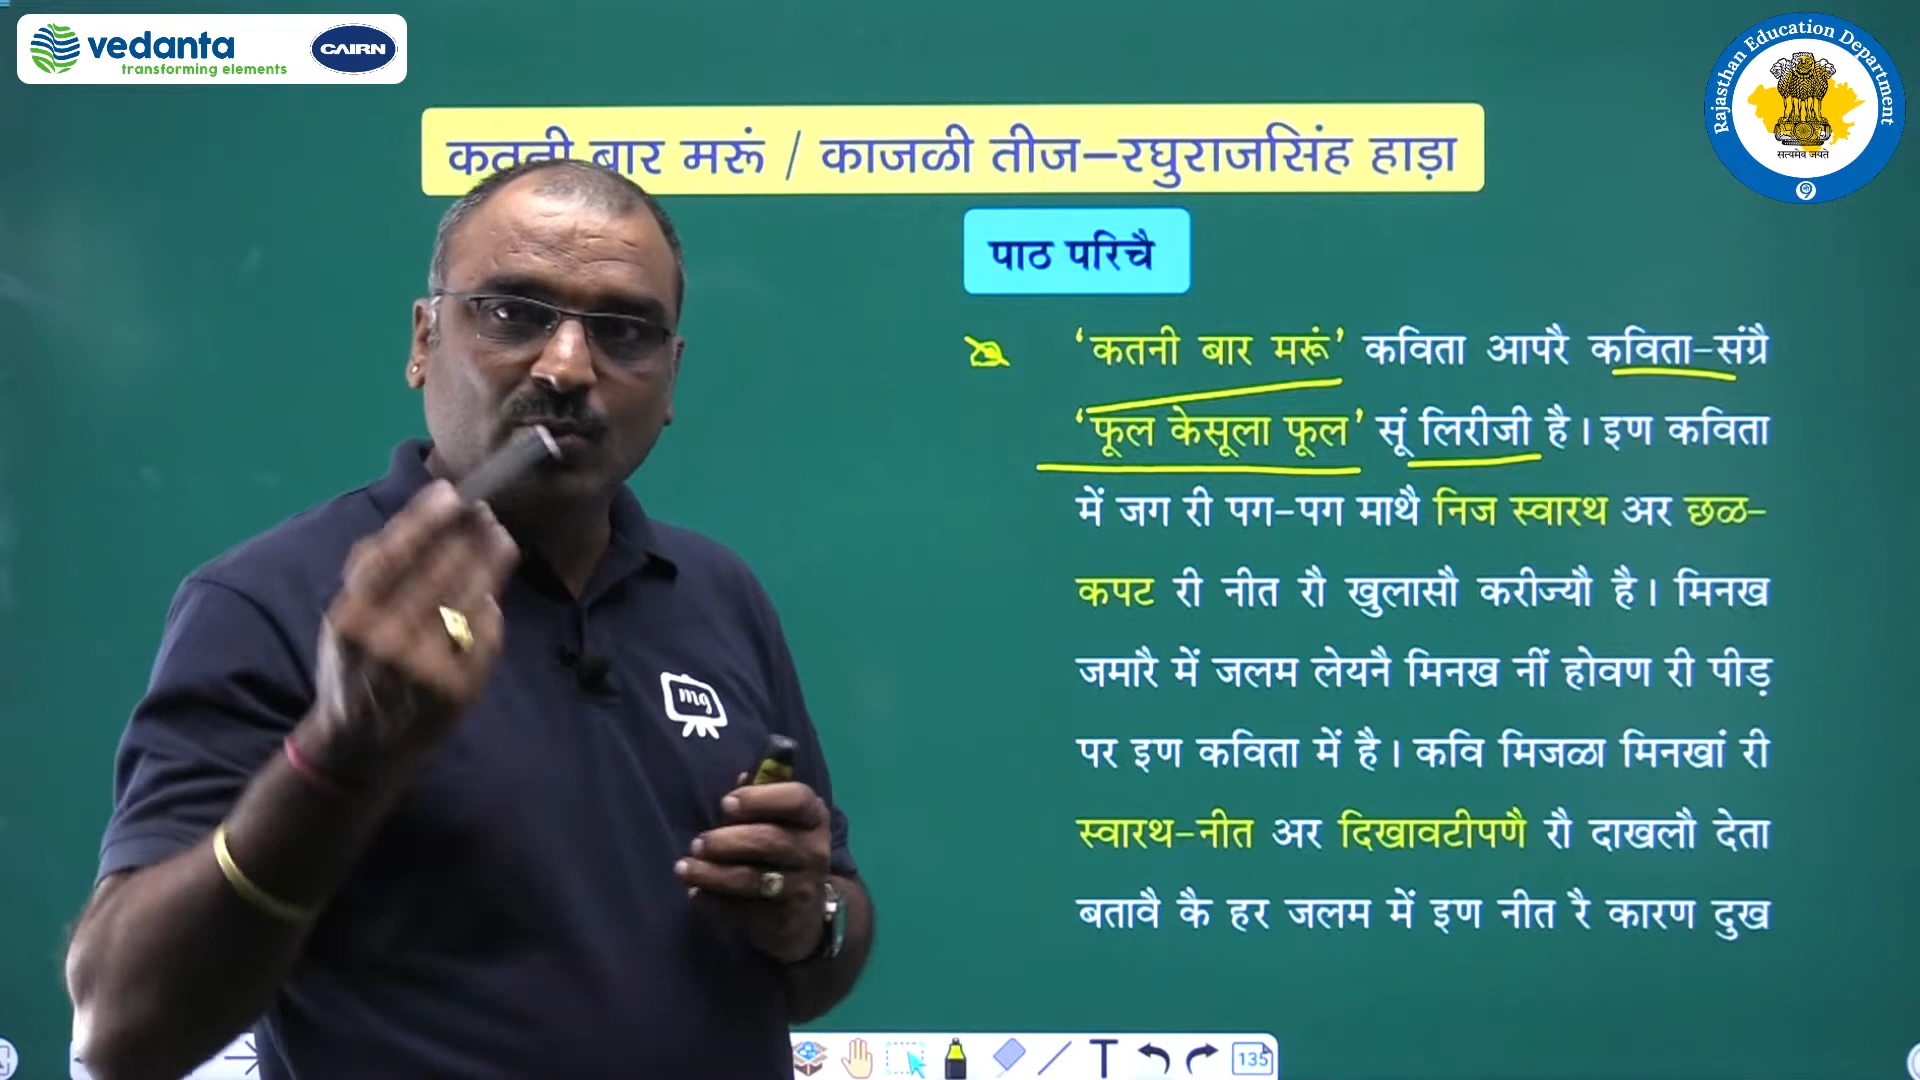 vedanta
transforming elements
CAIRN
Rajasthan Education Department
सत्यमेव जयते
कतनी बार मरूं / काजळी तीज–रघुराजसिंह हाड़ा
पाठ परिचै
‘कतनी बार मरूं’ कविता आपरै कविता-संग्रै
‘फूल केसूला फूल’ सूं लिरीजी है। इण कविता
में जग री पग-पग माथै निज स्वारथ अर छळ-
कपट री नीत रौ खुलासौ करीज्यौ है। मिनख
जमारै में जलम लेयनै मिनख नीं होवण री पीड़
पर इण कविता में है। कवि मिजळा मिनखां री
स्वारथ-नीत अर दिखावटीपणै रौ दाखलौ देता
बतावै कै हर जलम में इण नीत रै कारण दुख
mg
T
135